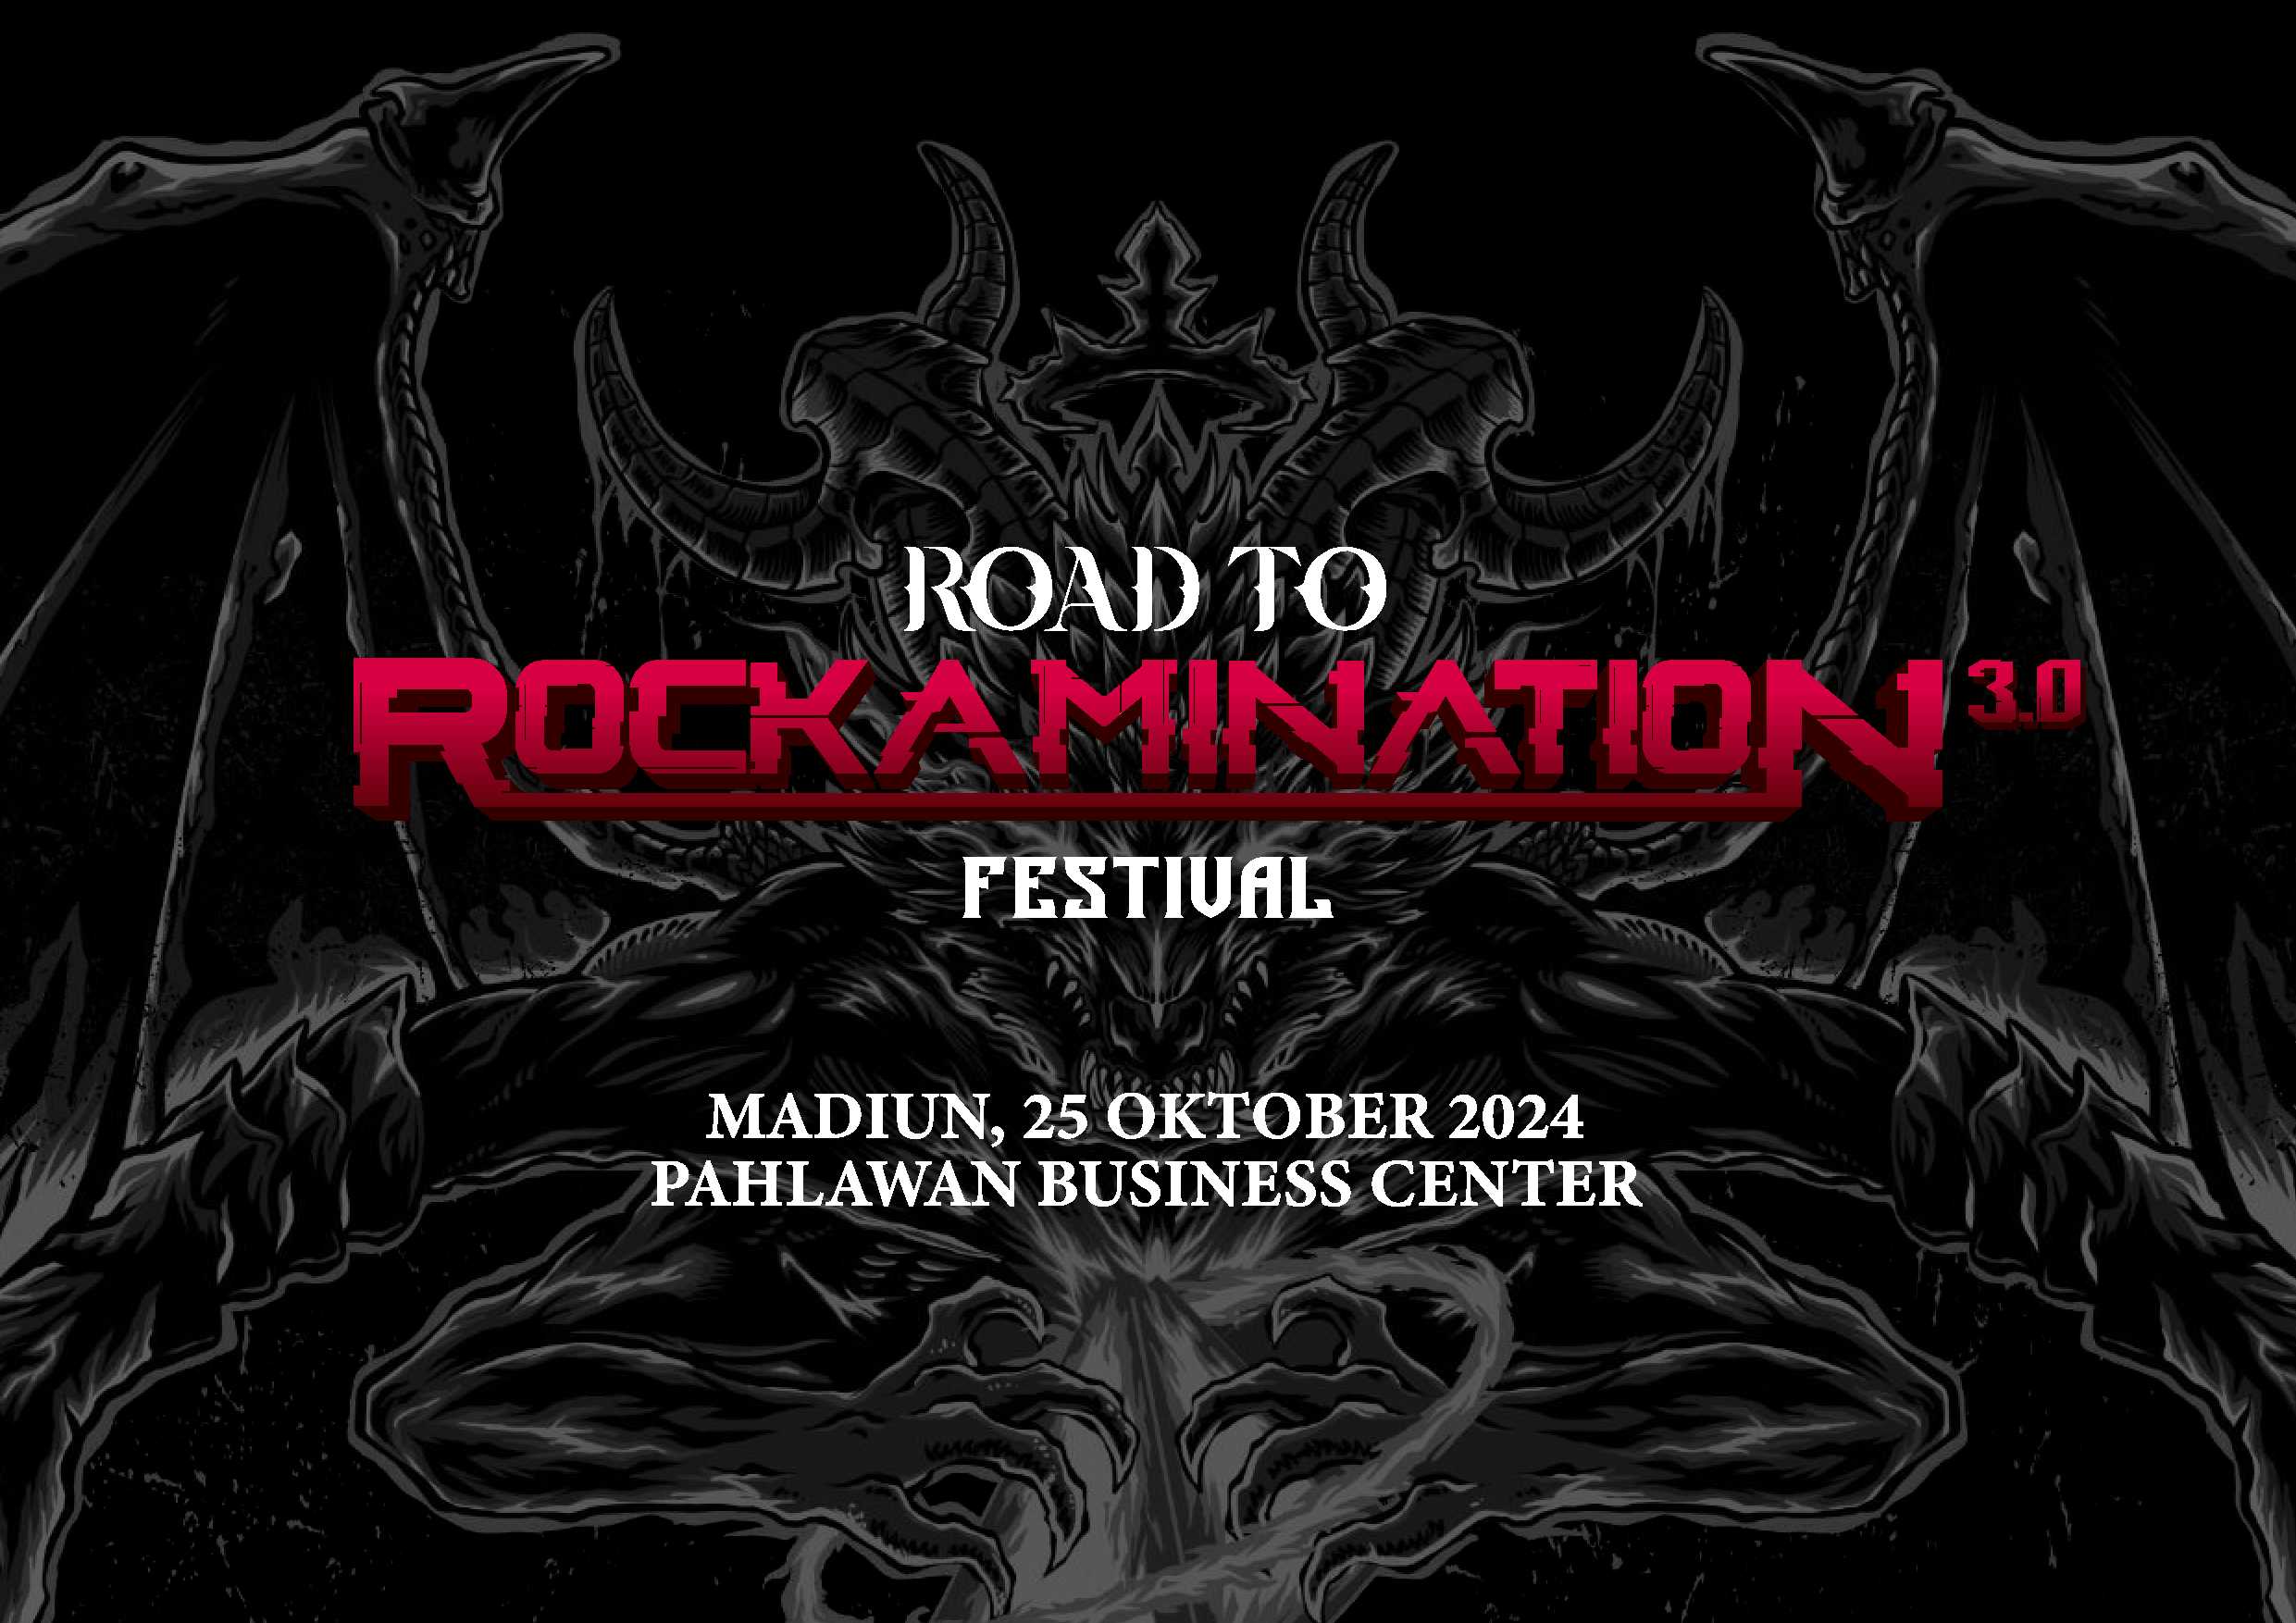 ROAD TO
ROCKAMINATION 3.0
FESTIVAL
MADIUN, 25 OKTOBER 2024
PAHLAWAN BUSINESS CENTER